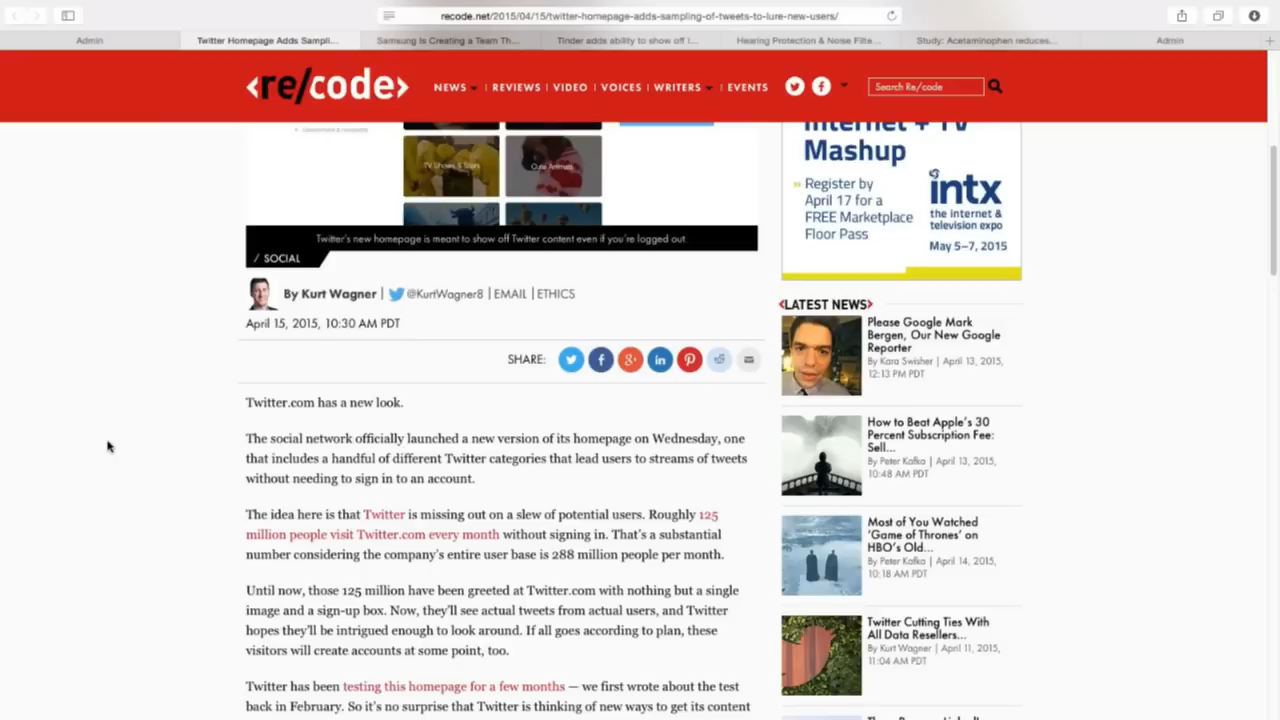 recode.net/2015/04/15/twitter-homepage-adds-sampling-of-tweets-to-lure-new-users/
Admin
Twitter Homepage Adds Sampli...
Samsung Is Creating a Team Th...
Tinder adds ability to show off I...
Hearing Protection & Noise Filte...
Study: Acetaminophen reduces...
Admin
<re/code>
NEWS | REVIEWS | VIDEO | VOICES | WRITERS | EVENTS
Search Re/code
TV Shows & Stars
Cute Animals
Twitter's new homepage is meant to show off Twitter content even if you're logged out.
/ SOCIAL
By Kurt Wagner | @KurtWagner8 | EMAIL | ETHICS
April 15, 2015, 10:30 AM PDT
SHARE:
Twitter.com has a new look.
The social network officially launched a new version of its homepage on Wednesday, one
that includes a handful of different Twitter categories that lead users to streams of tweets
without needing to sign in to an account.
The idea here is that Twitter is missing out on a slew of potential users. Roughly 125
million people visit Twitter.com every month without signing in. That's a substantial
number considering the company's entire user base is 288 million people per month.
Until now, those 125 million have been greeted at Twitter.com with nothing but a single
image and a sign-up box. Now, they'll see actual tweets from actual users, and Twitter
hopes they'll be intrigued enough to look around. If all goes according to plan, these
visitors will create accounts at some point, too.
Twitter has been testing this homepage for a few months — we first wrote about the test
back in February. So it's no surprise that Twitter is thinking of new ways to get its content
Internet + TV
Mashup
» Register by
April 17 for a
FREE Marketplace
Floor Pass
intx
the internet &
television expo
May 5–7, 2015
<LATEST NEWS>
Please Google Mark
Bergen, Our New Google
Reporter
By Kara Swisher | April 13, 2015,
12:13 PM PDT
How to Beat Apple's 30
Percent Subscription Fee:
Sell...
By Peter Kafka | April 13, 2015,
10:48 AM PDT
Most of You Watched
'Game of Thrones' on
HBO's Old...
By Peter Kafka | April 14, 2015,
10:18 AM PDT
Twitter Cutting Ties With
All Data Resellers...
By Kurt Wagner | April 11, 2015,
11:04 AM PDT